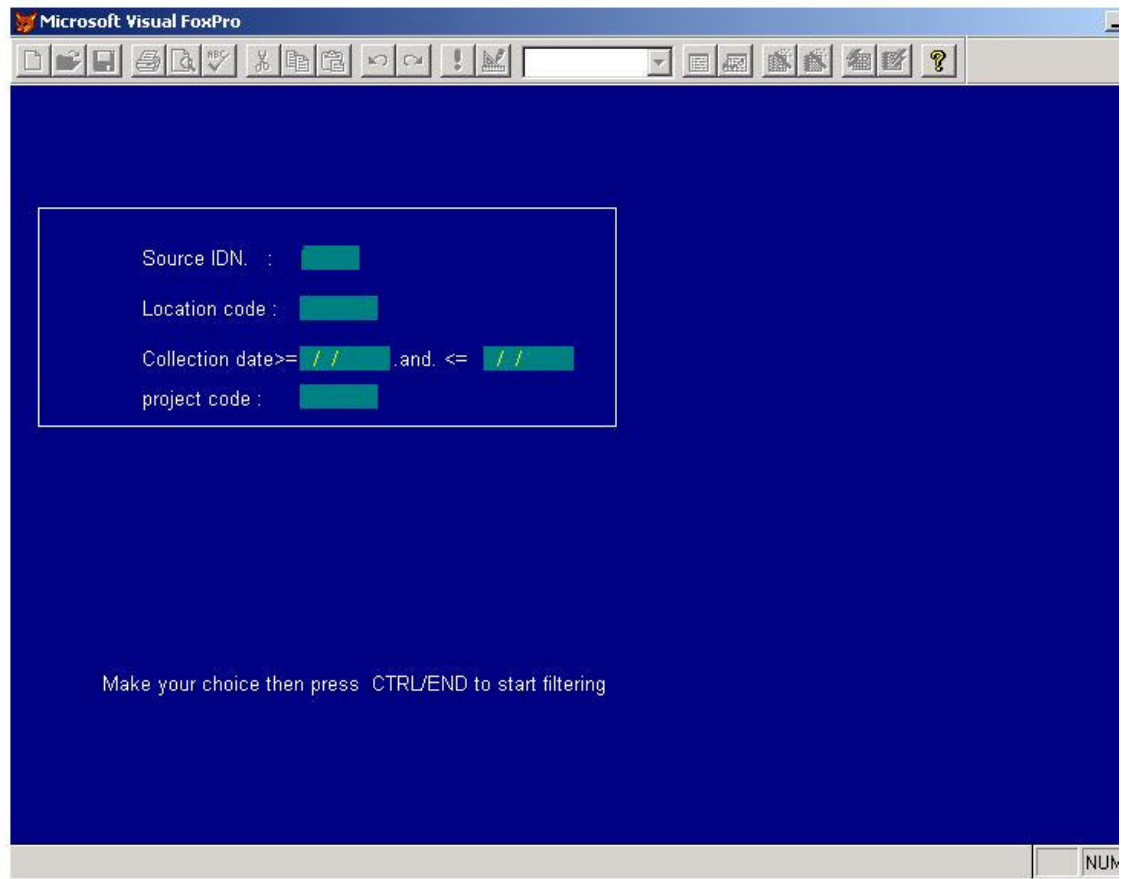 Microsoft Visual FoxPro
ABC
Source IDN. :
Location code :
Collection date>= / / .and. <= / /
project code :
Make your choice then press CTRL/END to start filtering
NUM